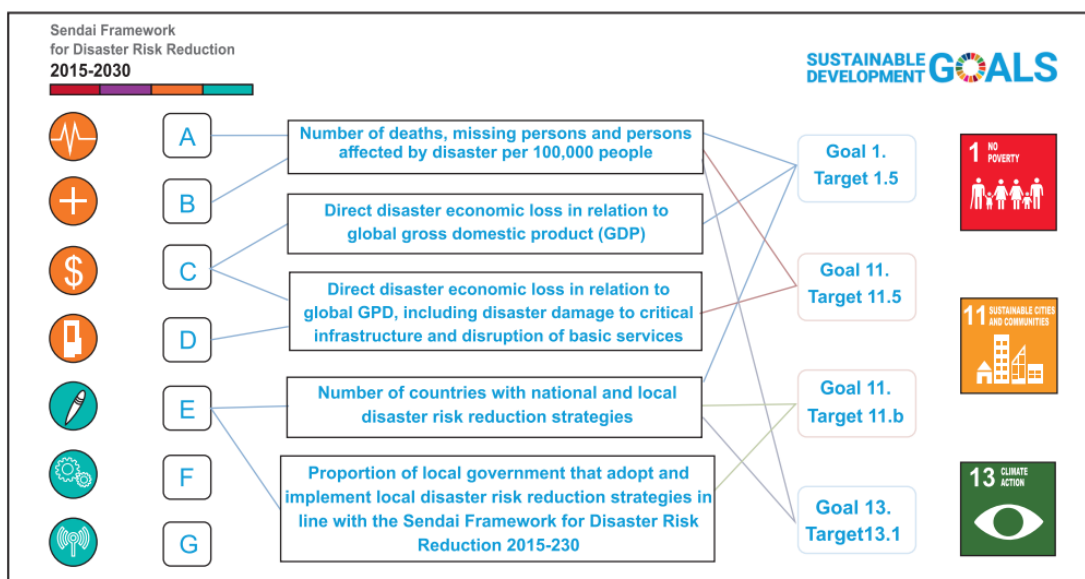 Sendai Framework
for Disaster Risk Reduction
2015-2030
SUSTAINABLE
DEVELOPMENT GOALS
A
B
$
C
D
E
F
G
Number of deaths, missing persons and persons
affected by disaster per 100,000 people
Direct disaster economic loss in relation to
global gross domestic product (GDP)
Direct disaster economic loss in relation to
global GPD, including disaster damage to critical
infrastructure and disruption of basic services
Number of countries with national and local
disaster risk reduction strategies
Proportion of local government that adopt and
implement local disaster risk reduction strategies in
line with the Sendai Framework for Disaster Risk
Reduction 2015-230
Goal 1.
Target 1.5
Goal 11.
Target 11.5
Goal 11.
Target 11.b
Goal 13.
Target13.1
1 NO
POVERTY
11 SUSTAINABLE CITIES
AND COMMUNITIES
13 CLIMATE
ACTION